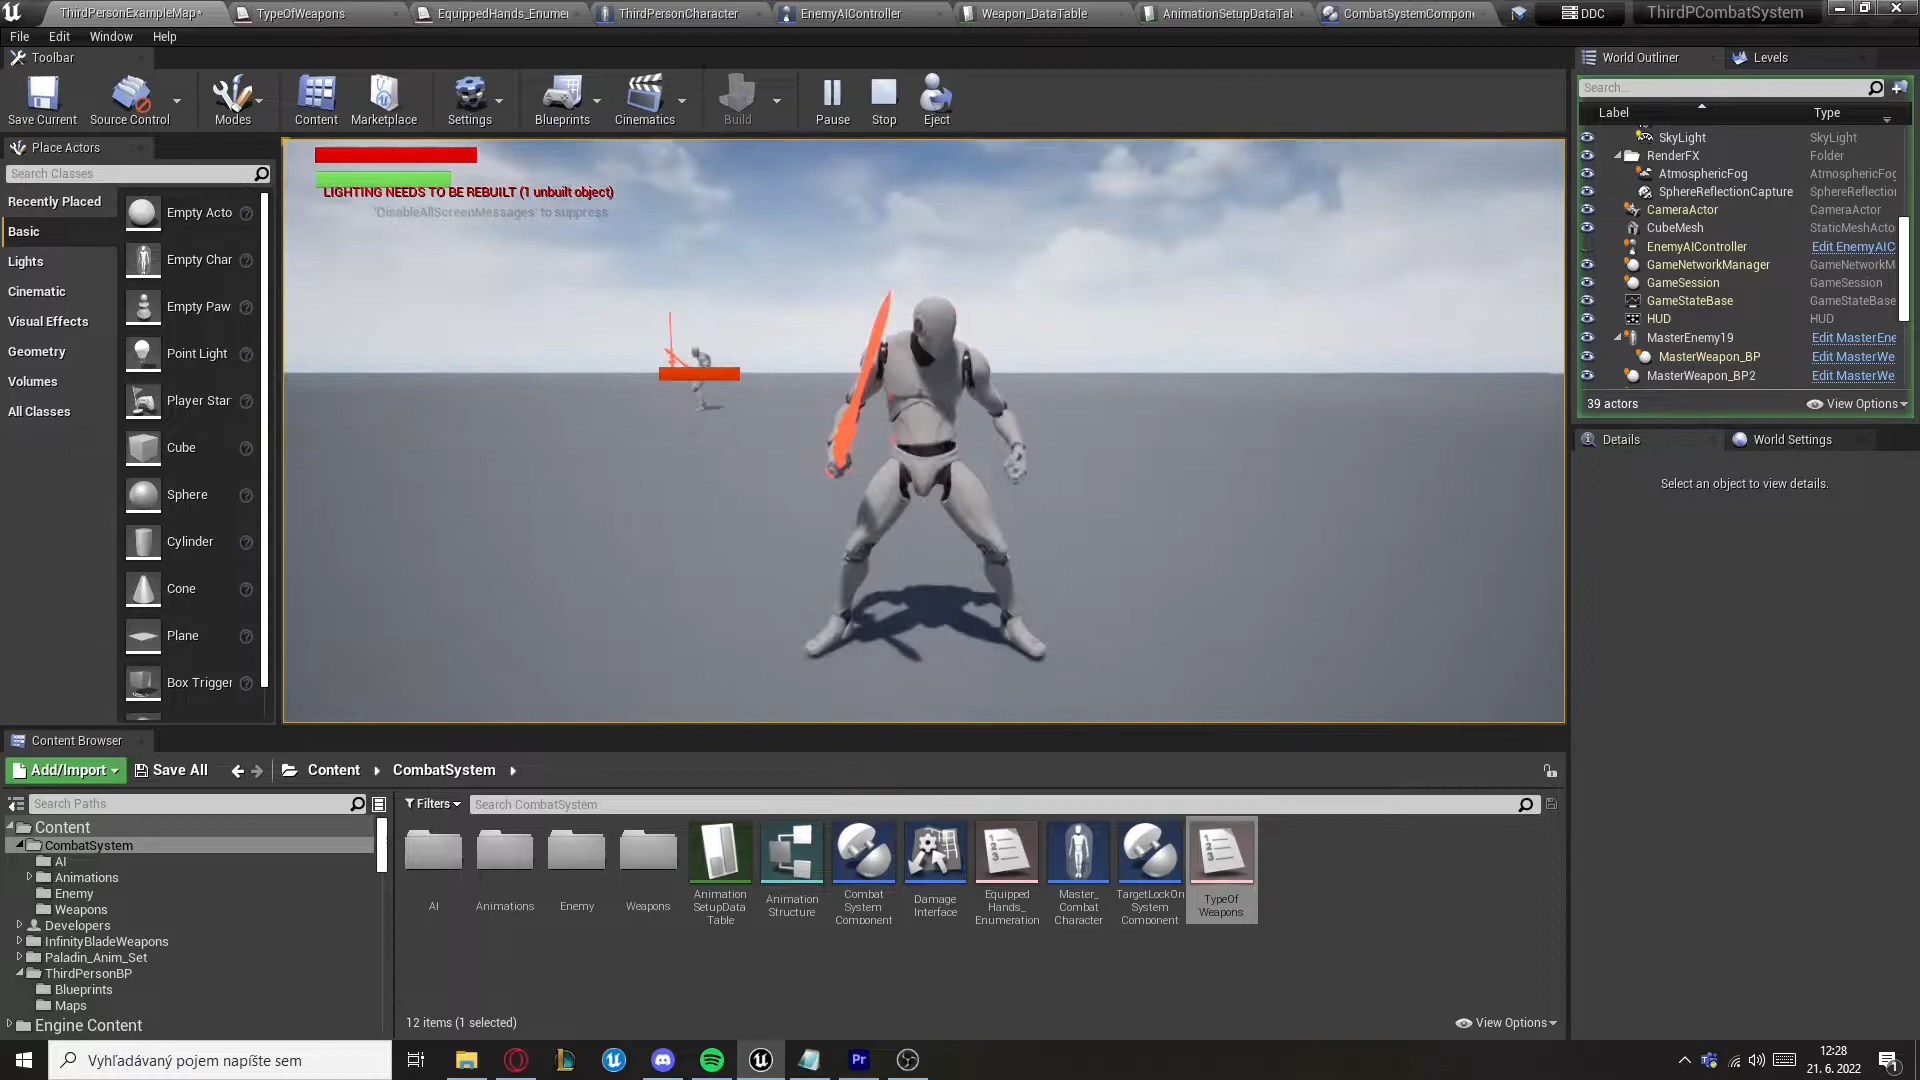 ThirdPersonExampleMap*
TypeOfWeapons
EquippedHands_Enume
ThirdPersonCharacter
EnemyAIController
Weapon_DataTable
AnimationSetupDataTal
CombatSystemCompon
DDC
ThirdPCombatSystem
File
Edit
Window
Help
Toolbar
Save Current
Source Control
Modes
Content
Marketplace
Settings
Blueprints
Cinematics
Build
Pause
Stop
Eject
Place Actors
Search Classes
Recently Placed
Basic
Lights
Cinematic
Visual Effects
Geometry
Volumes
All Classes
Empty Acto
Empty Char
Empty Paw
Point Light
Player Star
Cube
Sphere
Cylinder
Cone
Plane
Box Trigger
LIGHTING NEEDS TO BE REBUILT (1 unbuilt object)
'DisableAllScreenMessages' to suppress
World Outliner
Levels
Search...
Label
Type
SkyLight
SkyLight
RenderFX
Folder
AtmosphericFog
AtmosphericFog
SphereReflectionCapture
SphereReflection
CameraActor
CameraActor
CubeMesh
StaticMeshActo
EnemyAIController
Edit EnemyAIC
GameNetworkManager
GameNetworkM
GameSession
GameSession
GameStateBase
GameStateBase
HUD
HUD
MasterEnemy19
Edit MasterEne
MasterWeapon_BP
Edit MasterWe
MasterWeapon_BP2
Edit MasterWe
39 actors
View Options
Details
World Settings
Select an object to view details.
Content Browser
Add/Import
Save All
Content
CombatSystem
Search Paths
Filters
Search CombatSystem
Content
CombatSystem
AI
Animations
Enemy
Weapons
Developers
InfinityBladeWeapons
Paladin_Anim_Set
ThirdPersonBP
Blueprints
Maps
Engine Content
AI
Animations
Enemy
Weapons
Animation
SetupData
Table
Animation
Structure
Combat
System
Component
Damage
Interface
Equipped
Hands_
Enumeration
Master_
Combat
Character
TargetLockOn
System
Component
TypeOf
Weapons
12 items (1 selected)
View Options
Vyhľadávaný pojem napíšte sem
Pr
12:28
21. 6. 2022
1